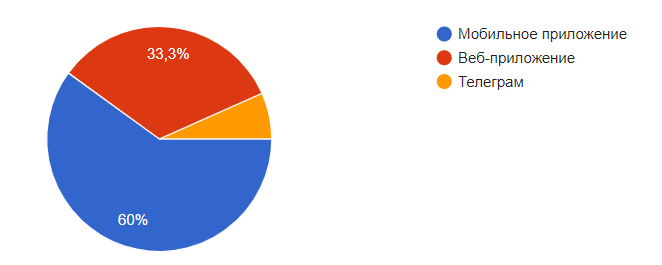 33,3%
60%
Мобильное приложение
Веб-приложение
Телеграм